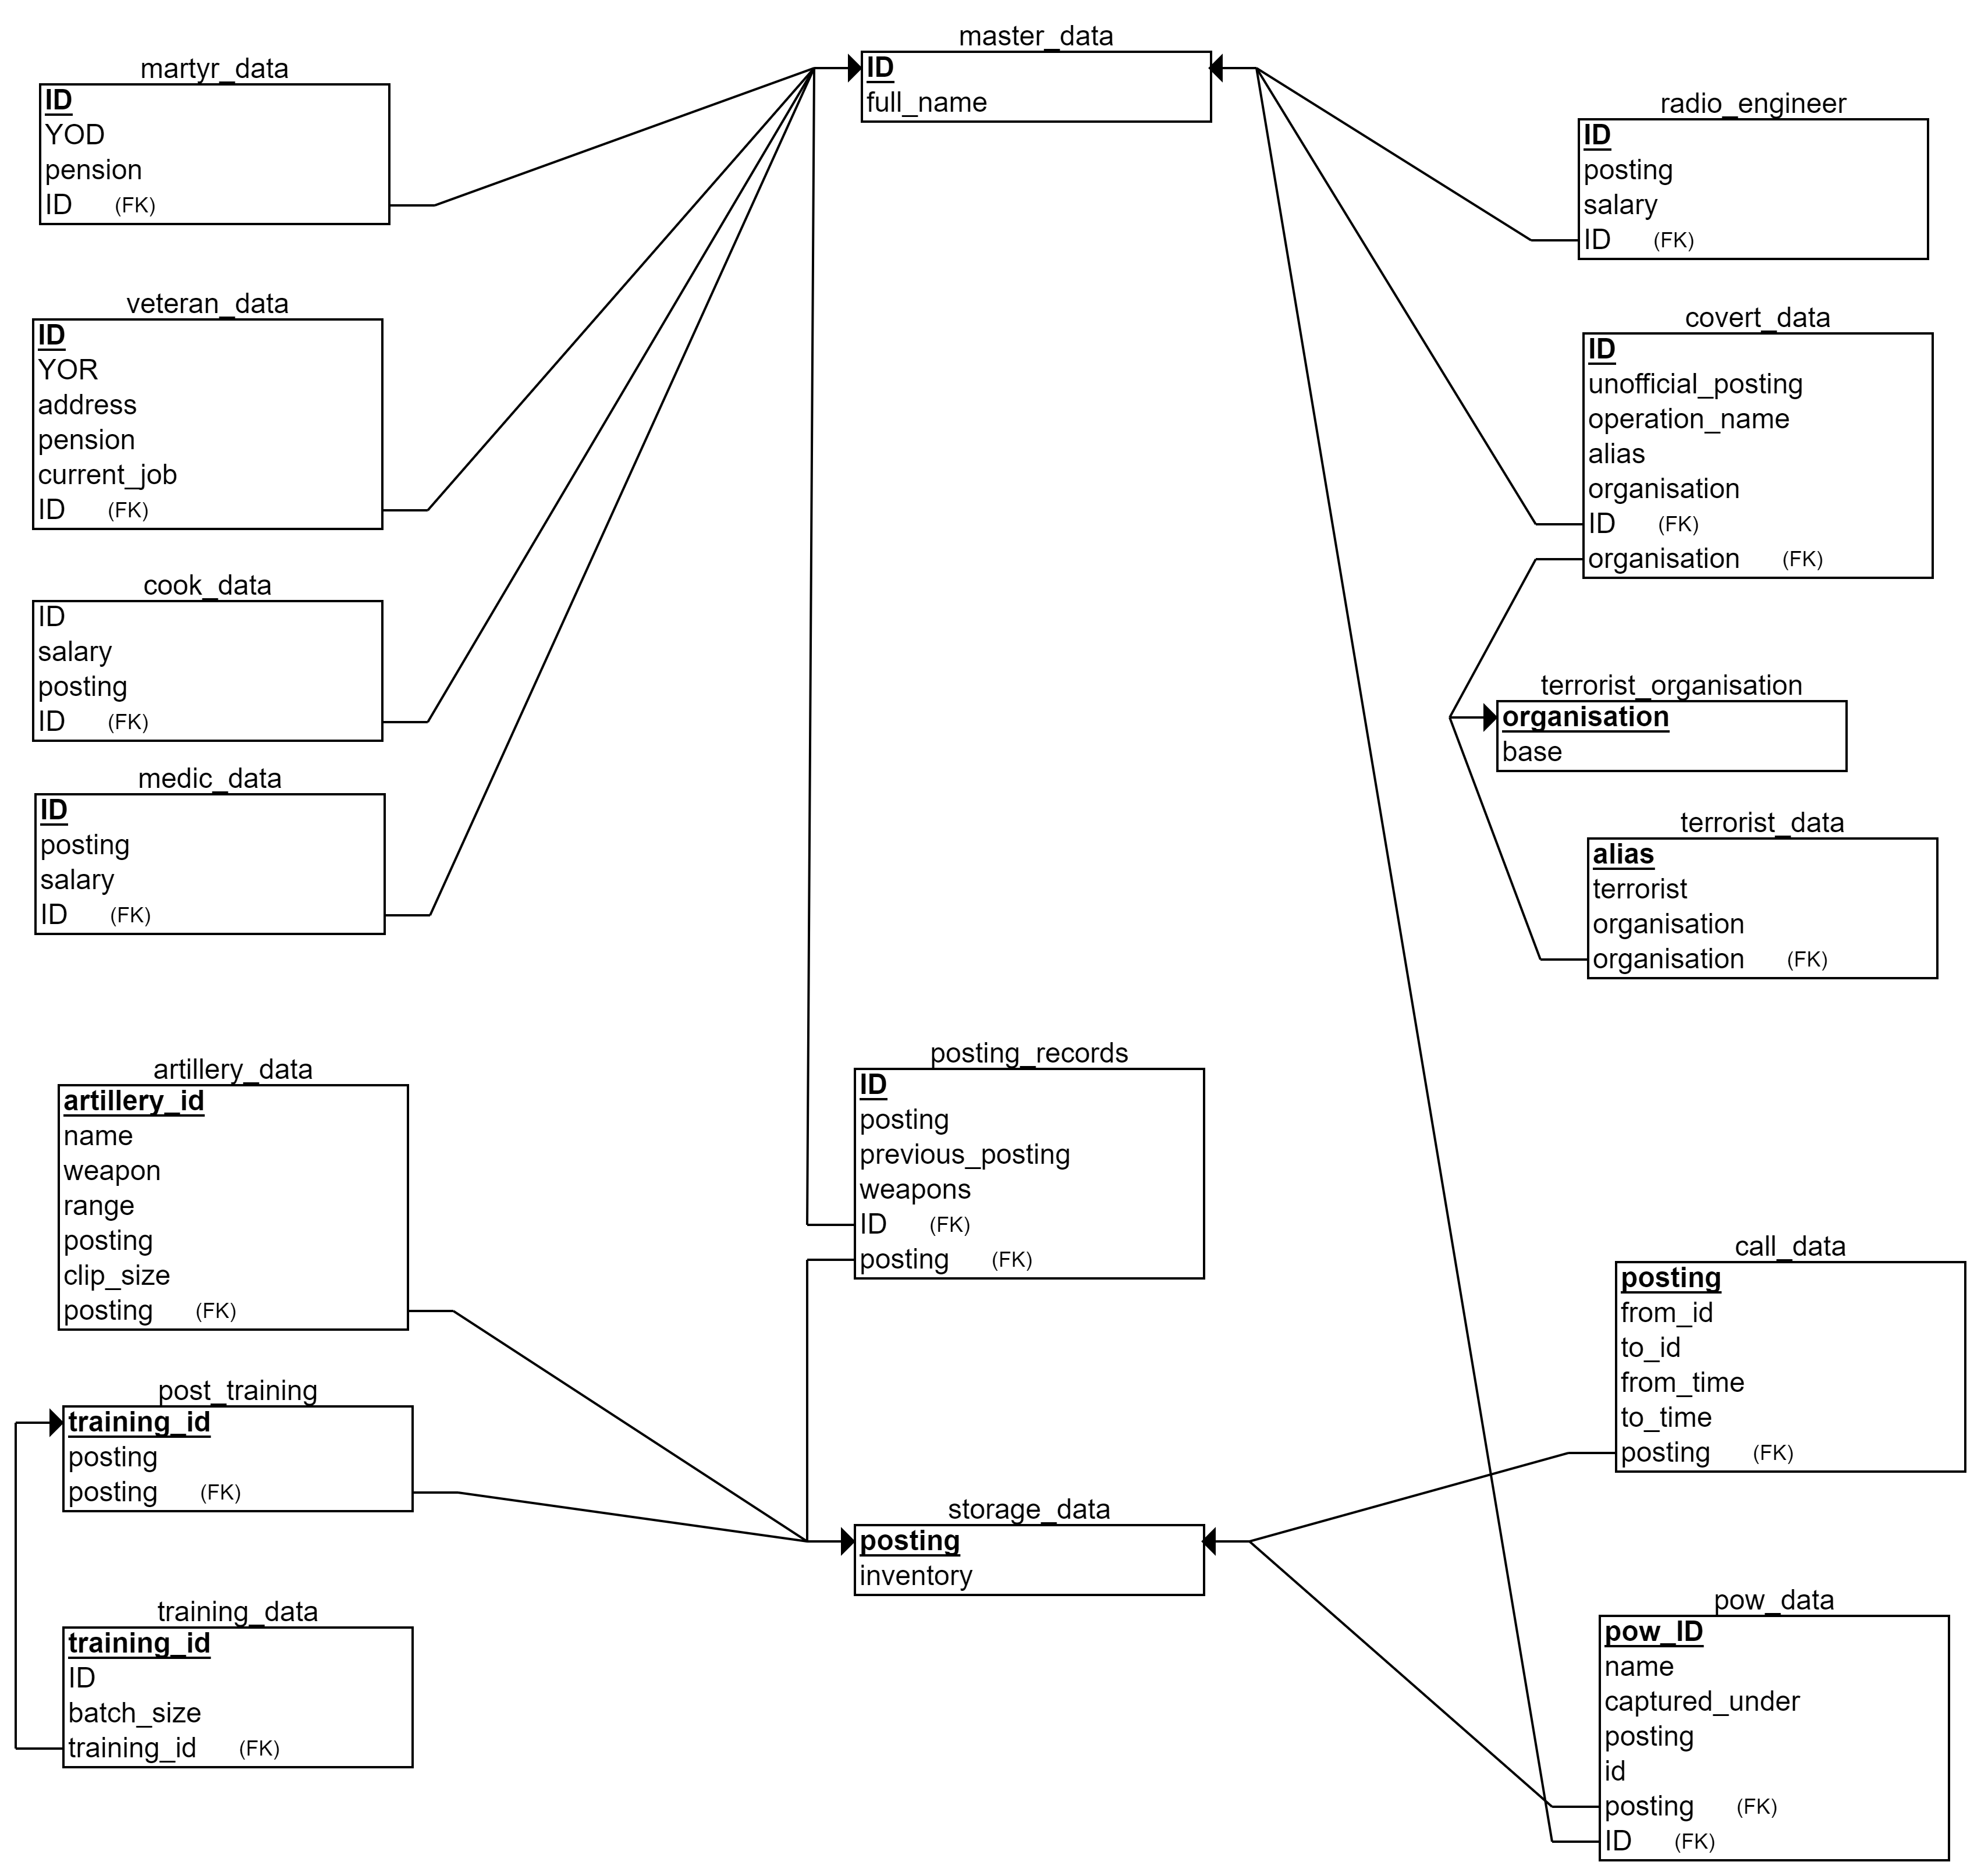 master_data
ID
full_name
martyr_data
ID
YOD
pension
ID (FK)
radio_engineer
ID
posting
salary
ID (FK)
veteran_data
ID
YOR
address
pension
current_job
ID (FK)
covert_data
ID
unofficial_posting
operation_name
alias
organisation
ID (FK)
organisation (FK)
cook_data
ID
salary
posting
ID (FK)
terrorist_organisation
organisation
base
medic_data
ID
posting
salary
ID (FK)
terrorist_data
alias
terrorist
organisation
organisation (FK)
artillery_data
artillery_id
name
weapon
range
posting
clip_size
posting (FK)
posting_records
ID
posting
previous_posting
weapons
ID (FK)
posting (FK)
call_data
posting
from_id
to_id
from_time
to_time
posting (FK)
post_training
training_id
posting
posting (FK)
storage_data
posting
inventory
training_data
training_id
ID
batch_size
training_id (FK)
pow_data
pow_ID
name
captured_under
posting
id
posting (FK)
ID (FK)